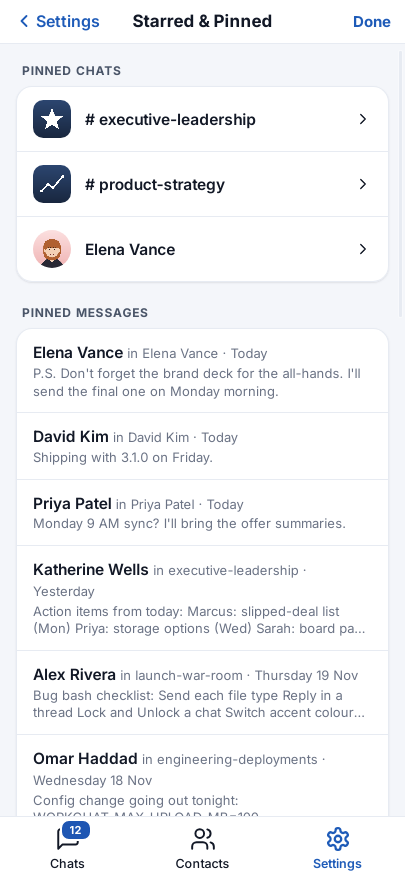 Settings
Starred & Pinned
Done
PINNED CHATS
# executive-leadership
# product-strategy
Elena Vance
PINNED MESSAGES
Elena Vance in Elena Vance · Today
P.S. Don't forget the brand deck for the all-hands. I'll
send the final one on Monday morning.
David Kim in David Kim · Today
Shipping with 3.1.0 on Friday.
Priya Patel in Priya Patel · Today
Monday 9 AM sync? I'll bring the offer summaries.
Katherine Wells in executive-leadership ·
Yesterday
Action items from today: Marcus: slipped-deal list
(Mon) Priya: storage options (Wed) Sarah: board pa...
Alex Rivera in launch-war-room · Thursday 19 Nov
Bug bash checklist: Send each file type Reply in a
thread Lock and Unlock a chat Switch accent colour...
Omar Haddad in engineering-deployments ·
Wednesday 18 Nov
Config change going out tonight:
WORKCHAT_MAX_UPLOAD_MB=100
12
Chats
Contacts
Settings